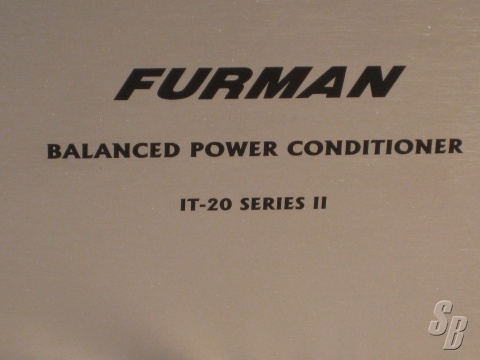 FURMAN
BALANCED POWER CONDITIONER
IT-20 SERIES II
SB